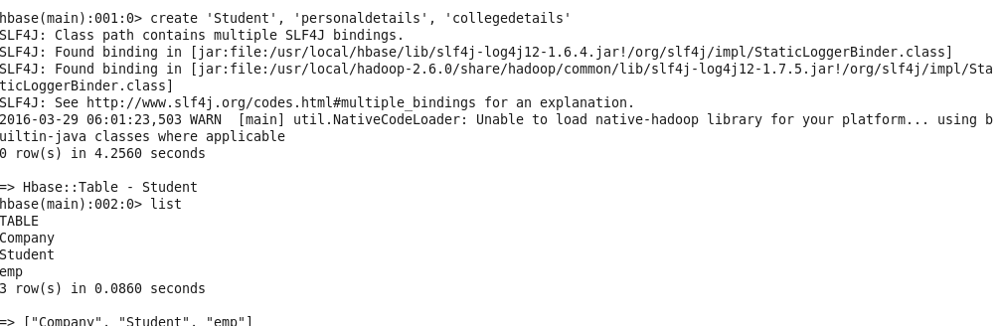 hbase(main):001:0> create 'Student', 'personaldetails', 'collegedetails'
SLF4J: Class path contains multiple SLF4J bindings.
SLF4J: Found binding in [jar:file:/usr/local/hbase/lib/slf4j-log4j12-1.6.4.jar!/org/slf4j/impl/StaticLoggerBinder.class]
SLF4J: Found binding in [jar:file:/usr/local/hadoop-2.6.0/share/hadoop/common/lib/slf4j-log4j12-1.7.5.jar!/org/slf4j/impl/Sta
ticLoggerBinder.class]
SLF4J: See http://www.slf4j.org/codes.html#multiple_bindings for an explanation.
2016-03-29 06:01:23,503 WARN  [main] util.NativeCodeLoader: Unable to load native-hadoop library for your platform... using b
uiltin-java classes where applicable
0 row(s) in 4.2560 seconds

=> Hbase::Table - Student
hbase(main):002:0> list
TABLE
Company
Student
emp
3 row(s) in 0.0860 seconds

=> ["Company", "Student", "emp"]